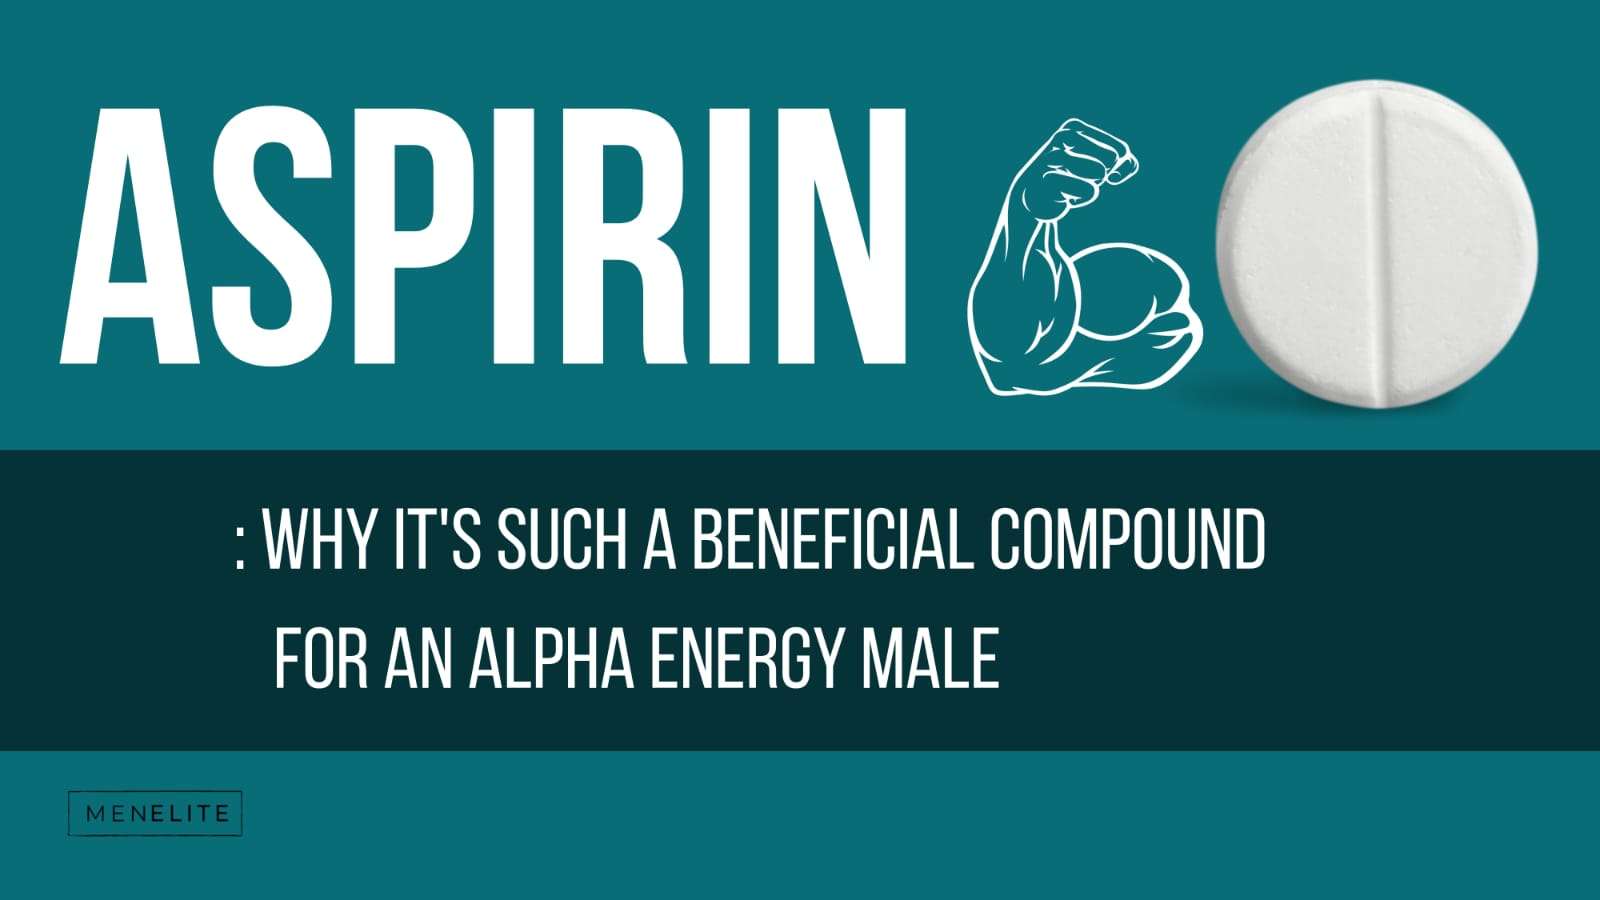 ASPIRIN
: WHY IT'S SUCH A BENEFICIAL COMPOUND
FOR AN ALPHA ENERGY MALE
MENELITE